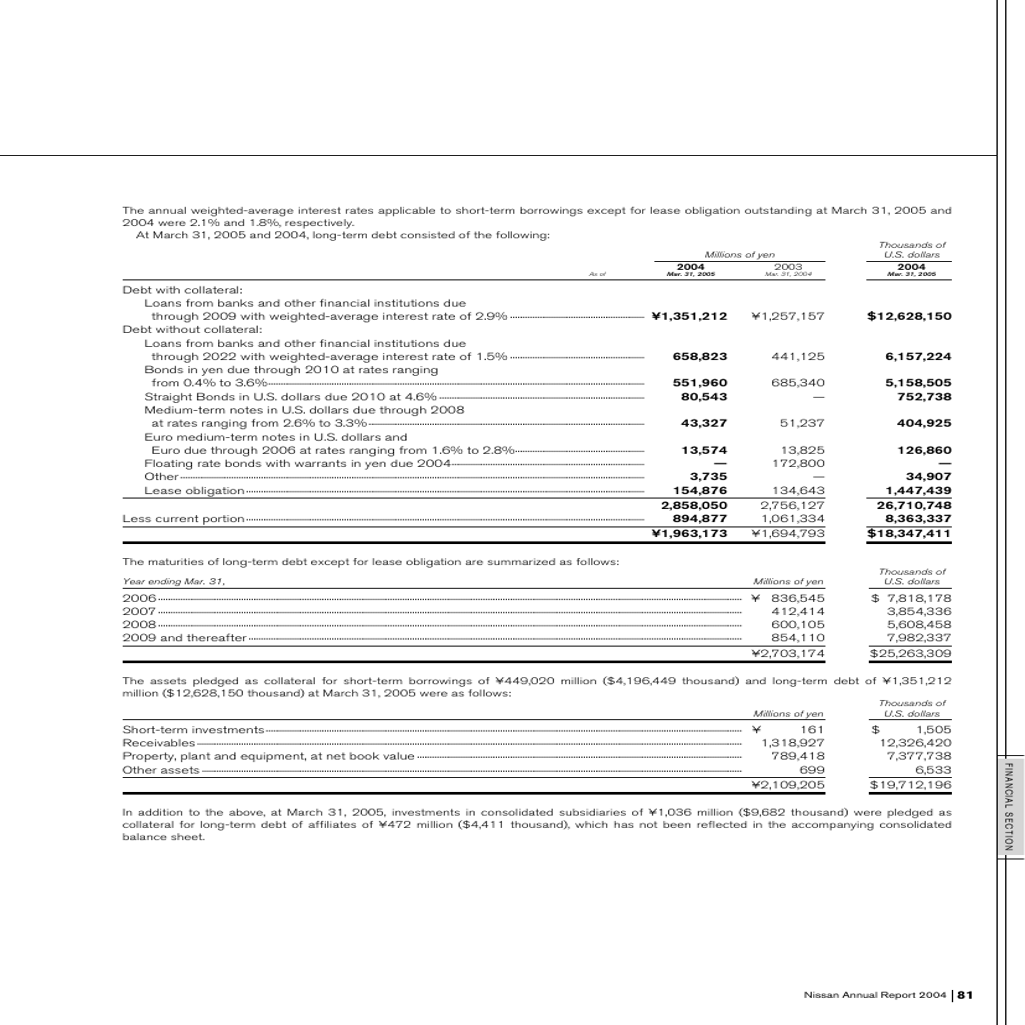 The annual weighted-average interest rates applicable to short-term borrowings except for lease obligation outstanding at March 31, 2005 and
2004 were 2.1% and 1.8%, respectively.
At March 31, 2005 and 2004, long-term debt consisted of the following:
Thousands of
Millions of yen U.S. dollars
2004 2003 2004
As of Mar. 31, 2005 Mar. 31, 2004 Mar. 31, 2005
Debt with collateral:
Loans from banks and other financial institutions due
through 2009 with weighted-average interest rate of 2.9% ¥1,351,212 ¥1,257,157 $12,628,150
Debt without collateral:
Loans from banks and other financial institutions due
through 2022 with weighted-average interest rate of 1.5% 658,823 441,125 6,157,224
Bonds in yen due through 2010 at rates ranging
from 0.4% to 3.6% 551,960 685,340 5,158,505
Straight Bonds in U.S. dollars due 2010 at 4.6% 80,543 — 752,738
Medium-term notes in U.S. dollars due through 2008
at rates ranging from 2.6% to 3.3% 43,327 51,237 404,925
Euro medium-term notes in U.S. dollars and
Euro due through 2006 at rates ranging from 1.6% to 2.8% 13,574 13,825 126,860
Floating rate bonds with warrants in yen due 2004 — 172,800 —
Other 3,735 — 34,907
Lease obligation 154,876 134,643 1,447,439
2,858,050 2,756,127 26,710,748
Less current portion 894,877 1,061,334 8,363,337
¥1,963,173 ¥1,694,793 $18,347,411
The maturities of long-term debt except for lease obligation are summarized as follows:
Thousands of
Year ending Mar. 31, Millions of yen U.S. dollars
2006 ¥ 836,545 $ 7,818,178
2007 412,414 3,854,336
2008 600,105 5,608,458
2009 and thereafter 854,110 7,982,337
¥2,703,174 $25,263,309
The assets pledged as collateral for short-term borrowings of ¥449,020 million ($4,196,449 thousand) and long-term debt of ¥1,351,212
million ($12,628,150 thousand) at March 31, 2005 were as follows:
Thousands of
Millions of yen U.S. dollars
Short-term investments ¥ 161 $ 1,505
Receivables 1,318,927 12,326,420
Property, plant and equipment, at net book value 789,418 7,377,738
Other assets 699 6,533
¥2,109,205 $19,712,196
In addition to the above, at March 31, 2005, investments in consolidated subsidiaries of ¥1,036 million ($9,682 thousand) were pledged as
collateral for long-term debt of affiliates of ¥472 million ($4,411 thousand), which has not been reflected in the accompanying consolidated
balance sheet.
FINANCIAL SECTION
Nissan Annual Report 2004 81